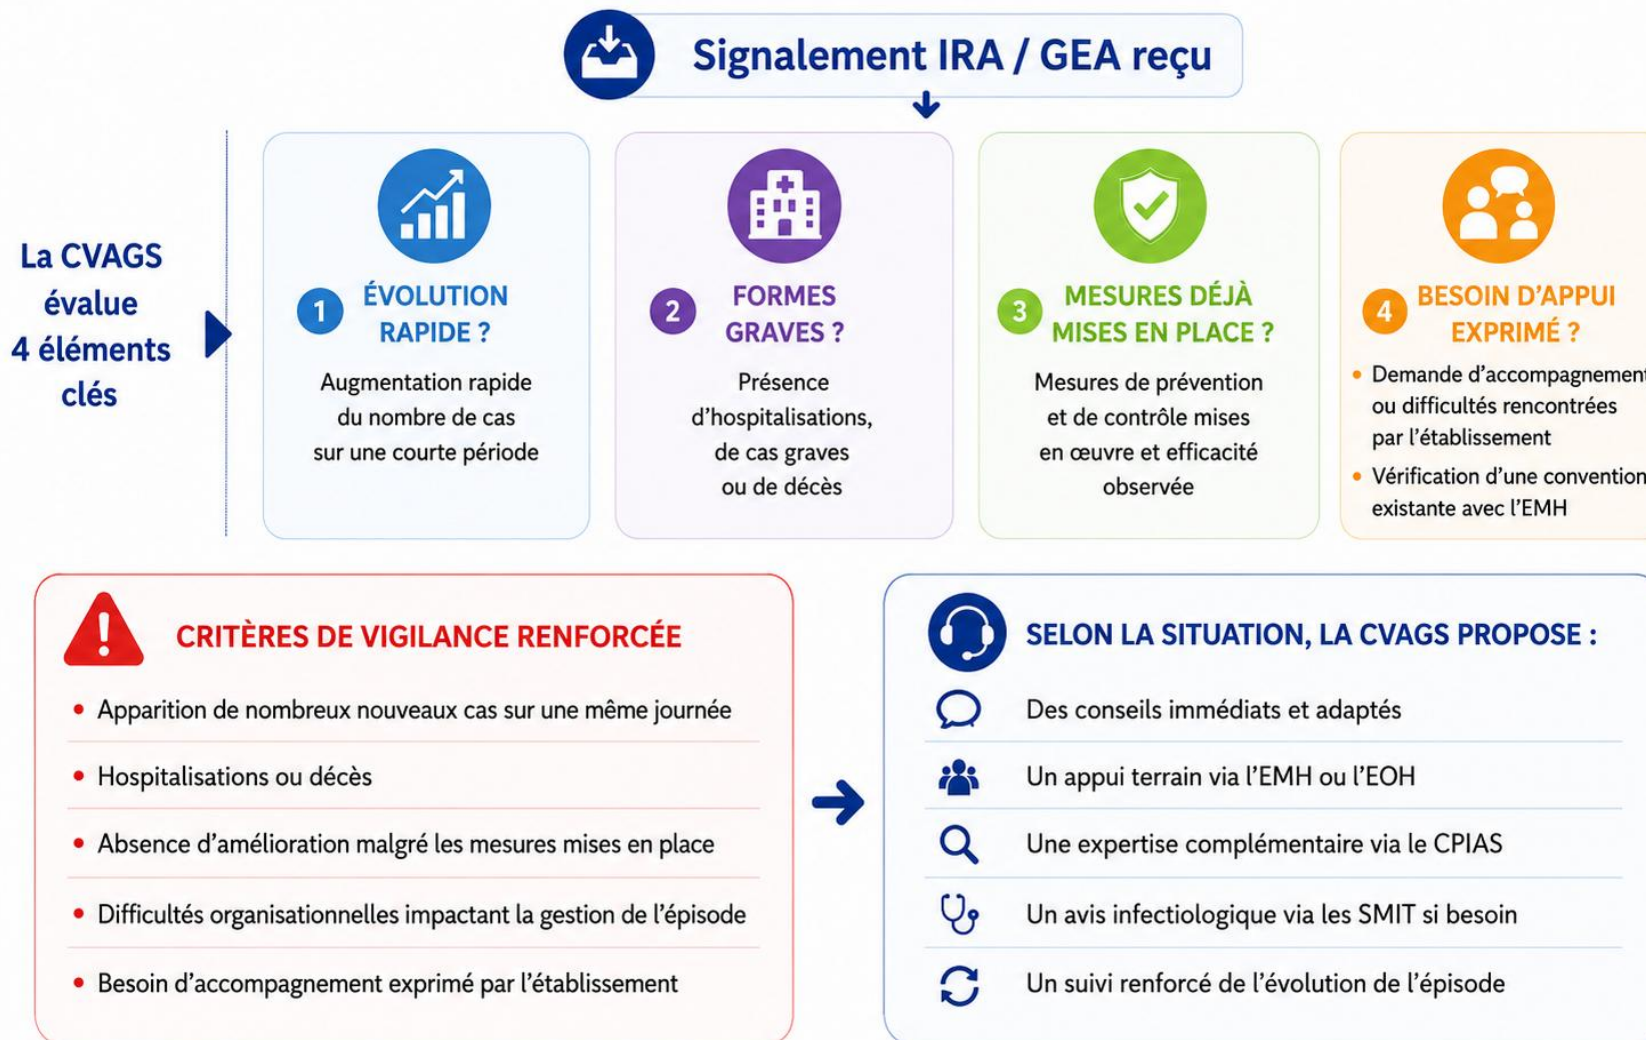 Signalement IRA / GEA reçu
La CVAGS
évalue
4 éléments
clés
1
ÉVOLUTION
RAPIDE ?
Augmentation rapide
du nombre de cas
sur une courte période
2
FORMES
GRAVES ?
Présence
d'hospitalisations,
de cas graves
ou de décès
3
MESURES DÉJÀ
MISES EN PLACE ?
Mesures de prévention
et de contrôle mises
en œuvre et efficacité
observée
4
BESOIN D'APPUI
EXPRIMÉ ?
• Demande d'accompagnement
ou difficultés rencontrées
par l'établissement
• Vérification d'une convention
existante avec l'EMH
CRITÈRES DE VIGILANCE RENFORCÉE
• Apparition de nombreux nouveaux cas sur une même journée
• Hospitalisations ou décès
• Absence d'amélioration malgré les mesures mises en place
• Difficultés organisationnelles impactant la gestion de l'épisode
• Besoin d'accompagnement exprimé par l'établissement
SELON LA SITUATION, LA CVAGS PROPOSE :
Des conseils immédiats et adaptés
Un appui terrain via l'EMH ou l'EOH
Une expertise complémentaire via le CPIAS
Un avis infectiologique via les SMIT si besoin
Un suivi renforcé de l'évolution de l'épisode